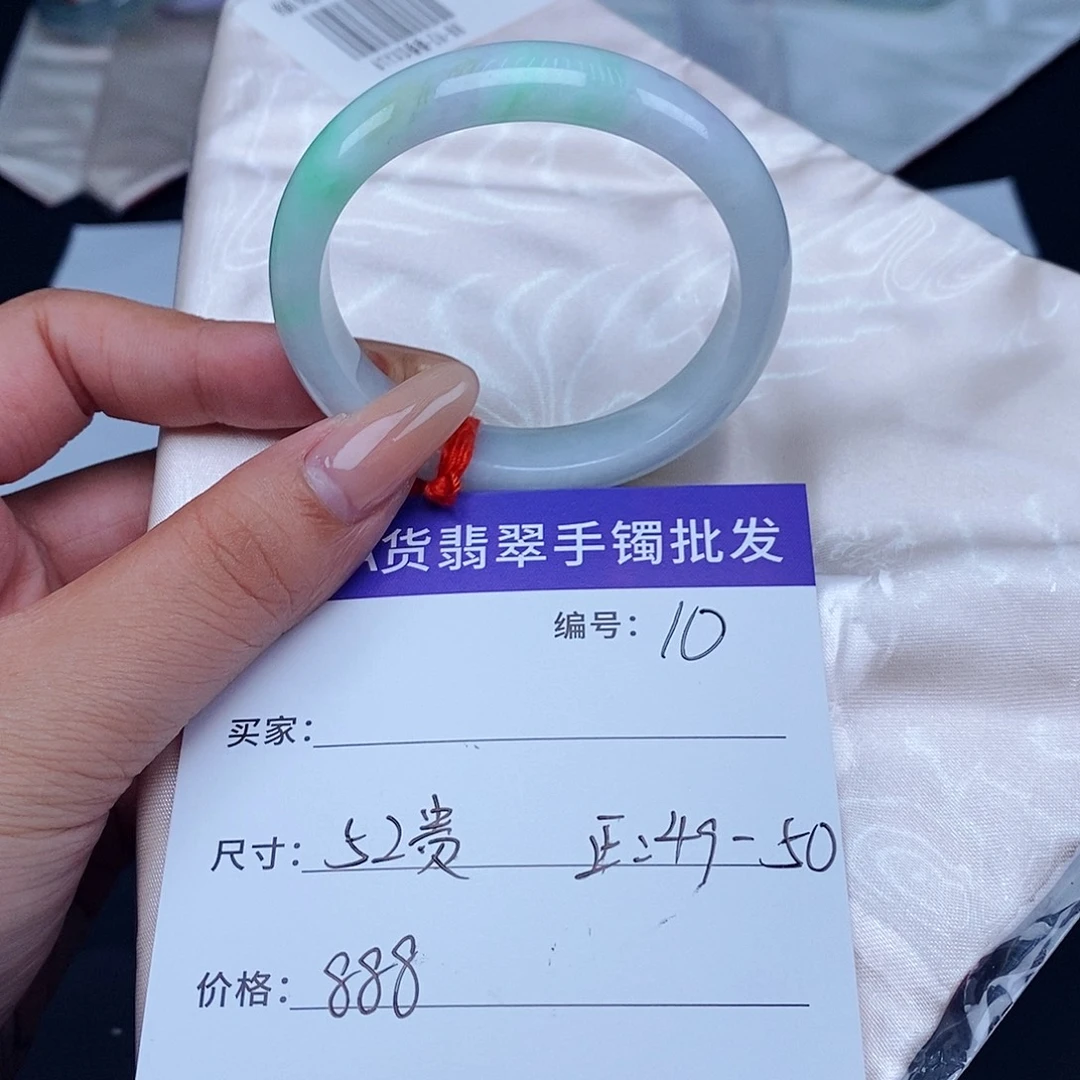 货翡翠手镯批发
编号：10
买家：
尺寸：52贵 正：49-50
价格：888